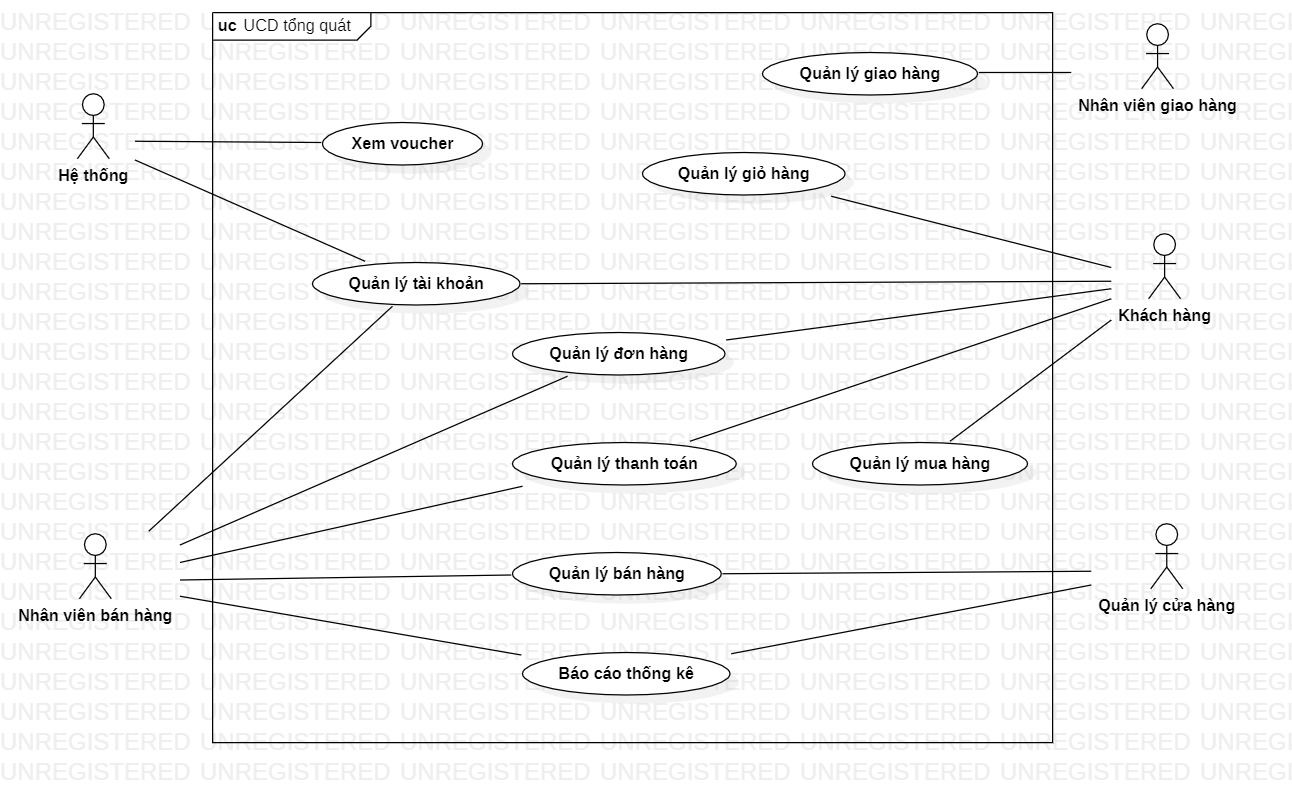 uc UCD tổng quát
Quản lý giao hàng
Nhân viên giao hàng
Xem voucher
Hệ thống
Quản lý giỏ hàng
Quản lý tài khoản
Khách hàng
Quản lý đơn hàng
Quản lý thanh toán
Quản lý mua hàng
Quản lý bán hàng
Nhân viên bán hàng
Quản lý cửa hàng
Báo cáo thống kê
UNREGISTERED UNREGISTERED UNREGISTERED UNREGISTERED UNREGISTERED UNREGISTERED UNREGI